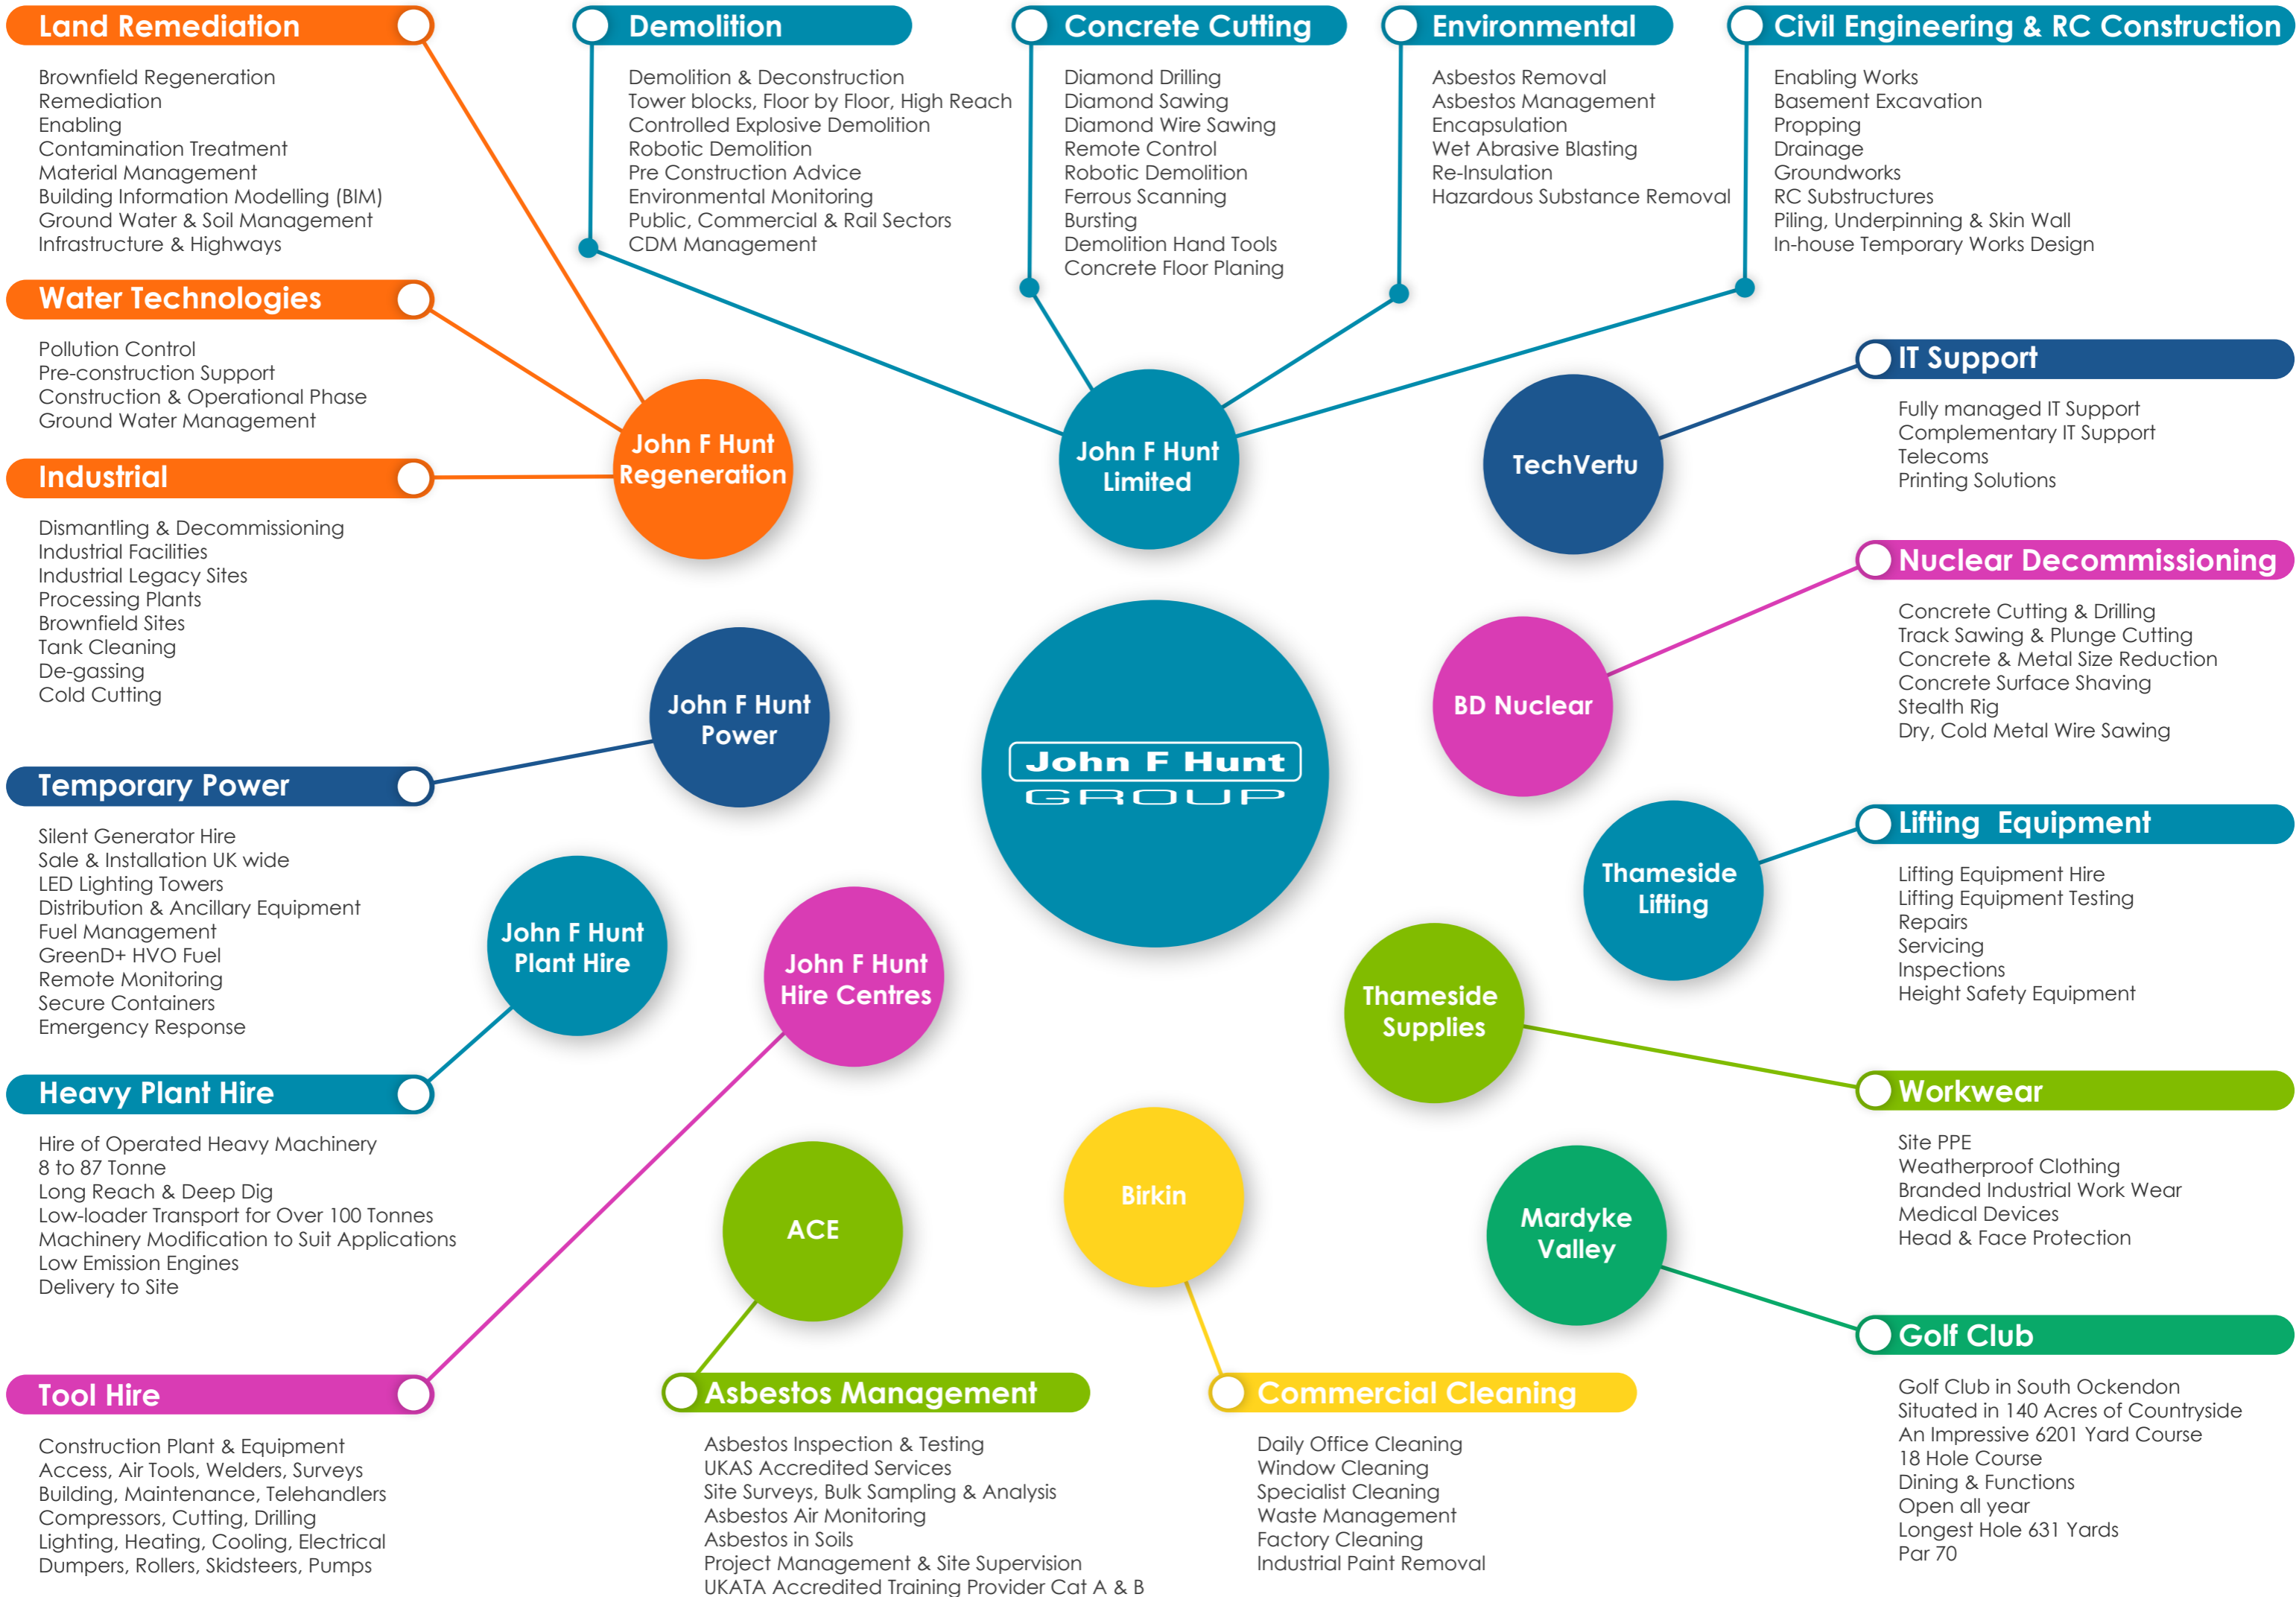 Land Remediation
Brownfield Regeneration
Remediation
Enabling
Contamination Treatment
Material Management
Building Information Modelling (BIM)
Ground Water & Soil Management
Infrastructure & Highways
Water Technologies
Pollution Control
Pre-construction Support
Construction & Operational Phase
Ground Water Management
Industrial
Dismantling & Decommissioning
Industrial Facilities
Industrial Legacy Sites
Processing Plants
Brownfield Sites
Tank Cleaning
De-gassing
Cold Cutting
Temporary Power
Silent Generator Hire
Sale & Installation UK wide
LED Lighting Towers
Distribution & Ancillary Equipment
Fuel Management
GreenD+ HVO Fuel
Remote Monitoring
Secure Containers
Emergency Response
Heavy Plant Hire
Hire of Operated Heavy Machinery
8 to 87 Tonne
Long Reach & Deep Dig
Low-loader Transport for Over 100 Tonnes
Machinery Modification to Suit Applications
Low Emission Engines
Delivery to Site
Tool Hire
Construction Plant & Equipment
Access, Air Tools, Welders, Surveys
Building, Maintenance, Telehandlers
Compressors, Cutting, Drilling
Lighting, Heating, Cooling, Electrical
Dumpers, Rollers, Skidsteers, Pumps
Demolition
Demolition & Deconstruction
Tower blocks, Floor by Floor, High Reach
Controlled Explosive Demolition
Robotic Demolition
Pre Construction Advice
Environmental Monitoring
Public, Commercial & Rail Sectors
CDM Management
Concrete Cutting
Diamond Drilling
Diamond Sawing
Diamond Wire Sawing
Remote Control
Robotic Demolition
Ferrous Scanning
Bursting
Demolition Hand Tools
Concrete Floor Planing
Environmental
Asbestos Removal
Asbestos Management
Encapsulation
Wet Abrasive Blasting
Re-Insulation
Hazardous Substance Removal
Civil Engineering & RC Construction
Enabling Works
Basement Excavation
Propping
Drainage
Groundworks
RC Substructures
Piling, Underpinning & Skin Wall
In-house Temporary Works Design
John F Hunt
Regeneration
John F Hunt
Limited
TechVertu
John F Hunt
Power
John F Hunt
GROUP
BD Nuclear
John F Hunt
Plant Hire
John F Hunt
Hire Centres
Thameside
Lifting
Thameside
Supplies
ACE
Birkin
Mardyke
Valley
IT Support
Fully managed IT Support
Complementary IT Support
Telecoms
Printing Solutions
Nuclear Decommissioning
Concrete Cutting & Drilling
Track Sawing & Plunge Cutting
Concrete & Metal Size Reduction
Concrete Surface Shaving
Stealth Rig
Dry, Cold Metal Wire Sawing
Lifting Equipment
Lifting Equipment Hire
Lifting Equipment Testing
Repairs
Servicing
Inspections
Height Safety Equipment
Workwear
Site PPE
Weatherproof Clothing
Branded Industrial Work Wear
Medical Devices
Head & Face Protection
Golf Club
Golf Club in South Ockendon
Situated in 140 Acres of Countryside
An Impressive 6201 Yard Course
18 Hole Course
Dining & Functions
Open all year
Longest Hole 631 Yards
Par 70
Asbestos Management
Asbestos Inspection & Testing
UKAS Accredited Services
Site Surveys, Bulk Sampling & Analysis
Asbestos Air Monitoring
Asbestos in Soils
Project Management & Site Supervision
UKATA Accredited Training Provider Cat A & B
Commercial Cleaning
Daily Office Cleaning
Window Cleaning
Specialist Cleaning
Waste Management
Factory Cleaning
Industrial Paint Removal